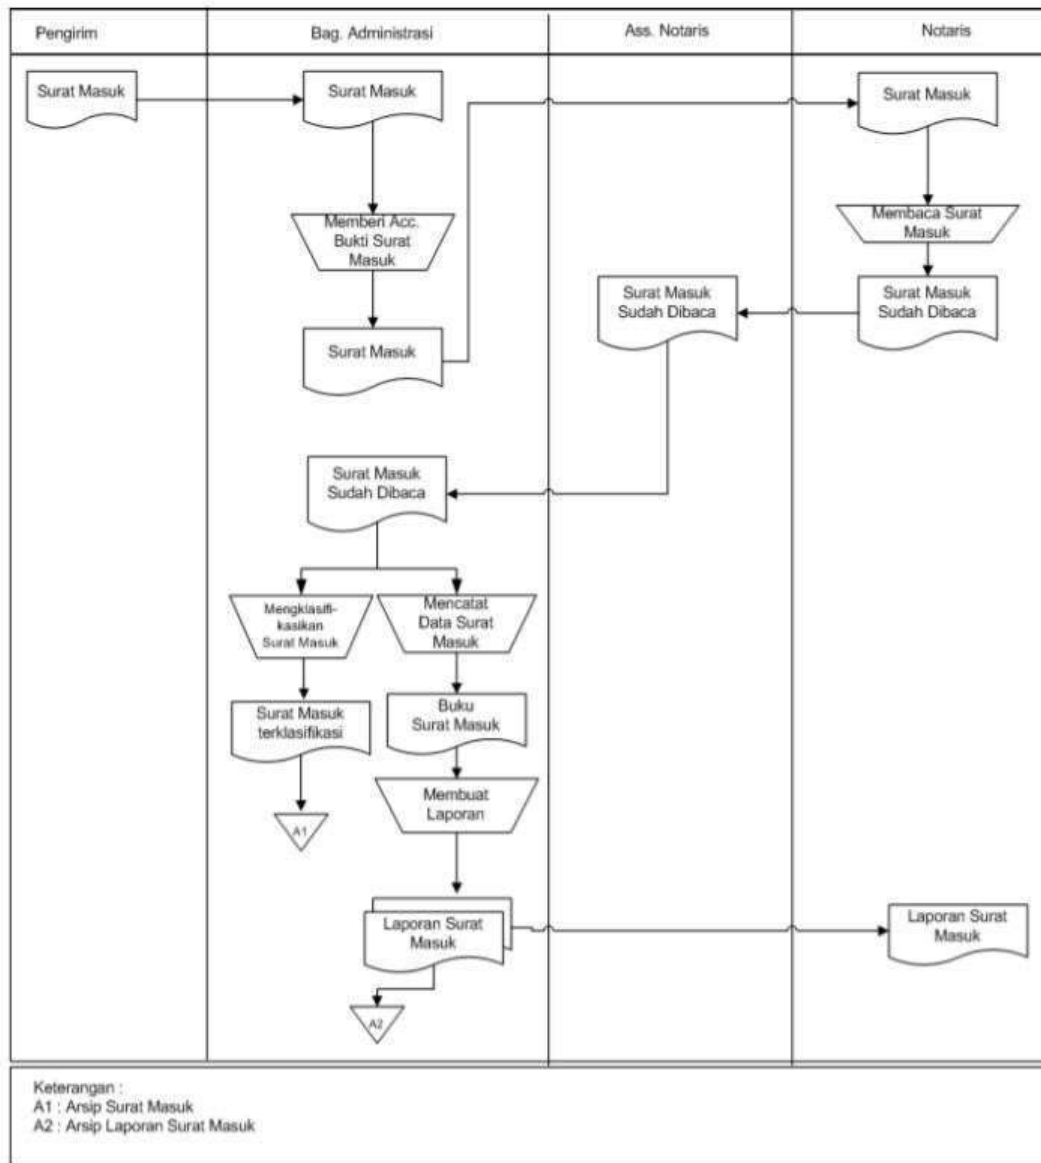 Pengirim
Bag. Administrasi
Ass. Notaris
Notaris
Surat Masuk
Surat Masuk
Surat Masuk
Memberi Acc.
Bukti Surat
Masuk
Membaca Surat
Masuk
Surat Masuk
Surat Masuk
Sudah Dibaca
Surat Masuk
Sudah Dibaca
Surat Masuk
Sudah Dibaca
Mengklasifi-
kasikan
Surat Masuk
Mencatat
Data Surat
Masuk
Surat Masuk
terklasifikasi
Buku
Surat Masuk
Membuat
Laporan
A1
Laporan Surat
Masuk
Laporan Surat
Masuk
A2
Keterangan :
A1 : Arsip Surat Masuk
A2 : Arsip Laporan Surat Masuk